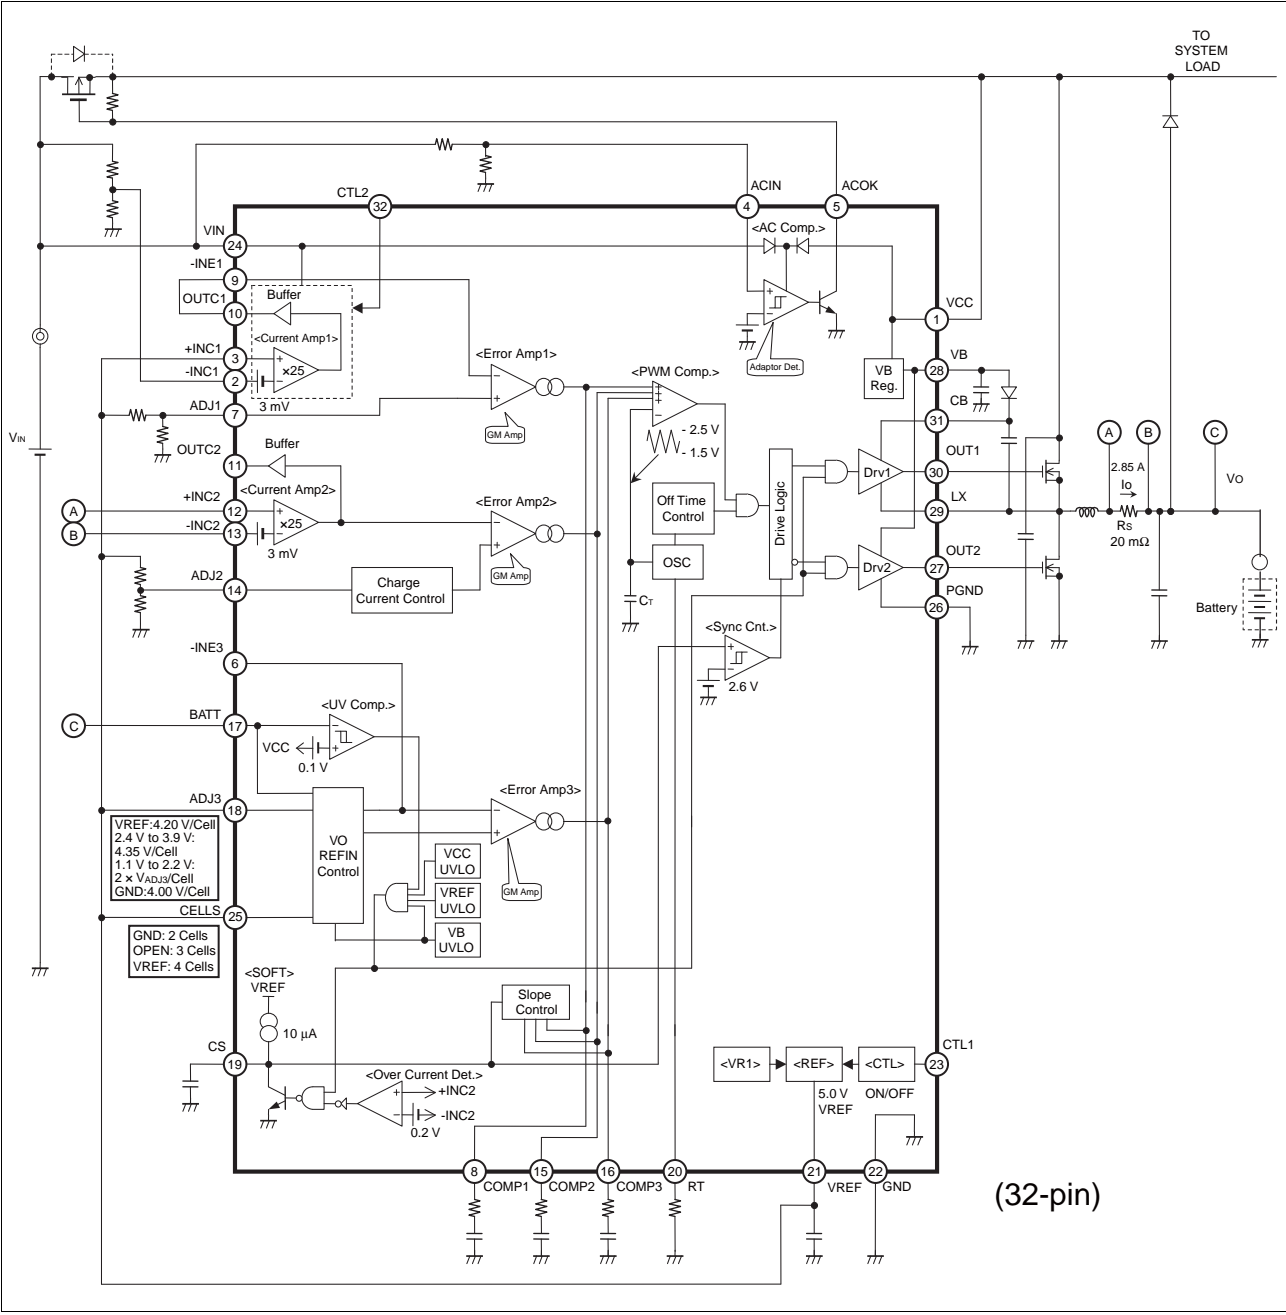 TO
SYSTEM
LOAD
CTL2
32
ACIN
4
ACOK
5
VIN
24
<AC Comp.>
-INE1
9
OUTC1
10
Buffer
VCC
1
+INC1
3
<Current Amp1>
×25
-INC1
2
3 mV
<Error Amp1>
GM Amp
<PWM Comp.>
Adaptor Det.
VB
Reg.
VB
28
CB
ADJ1
7
- 2.5 V
- 1.5 V
31
OUT1
30
VIN
OUTC2
11
Buffer
Drv1
LX
29
A
B
C
2.85 A
Io
RS
20 mΩ
VO
A
+INC2
12
<Current Amp2>
×25
B
-INC2
13
3 mV
<Error Amp2>
GM Amp
Off Time
Control
Drive Logic
OSC
Drv2
OUT2
27
PGND
26
Battery
ADJ2
14
Charge
Current Control
CT
<Sync Cnt.>
2.6 V
-INE3
6
C
BATT
17
<UV Comp.>
VCC
0.1 V
ADJ3
18
VREF:4.20 V/Cell
2.4 V to 3.9 V:
4.35 V/Cell
1.1 V to 2.2 V:
2 × VADJ3/Cell
GND:4.00 V/Cell
VO
REFIN
Control
<Error Amp3>
GM Amp
VCC
UVLO
VREF
UVLO
VB
UVLO
CELLS
25
GND: 2 Cells
OPEN: 3 Cells
VREF: 4 Cells
<SOFT>
VREF
10 μA
Slope
Control
CS
19
<Over Current Det.>
+INC2
-INC2
0.2 V
<VR1>
<REF>
<CTL>
CTL1
23
5.0 V
VREF
ON/OFF
8
COMP1
15
COMP2
16
COMP3
20
RT
21
VREF
22
GND
(32-pin)